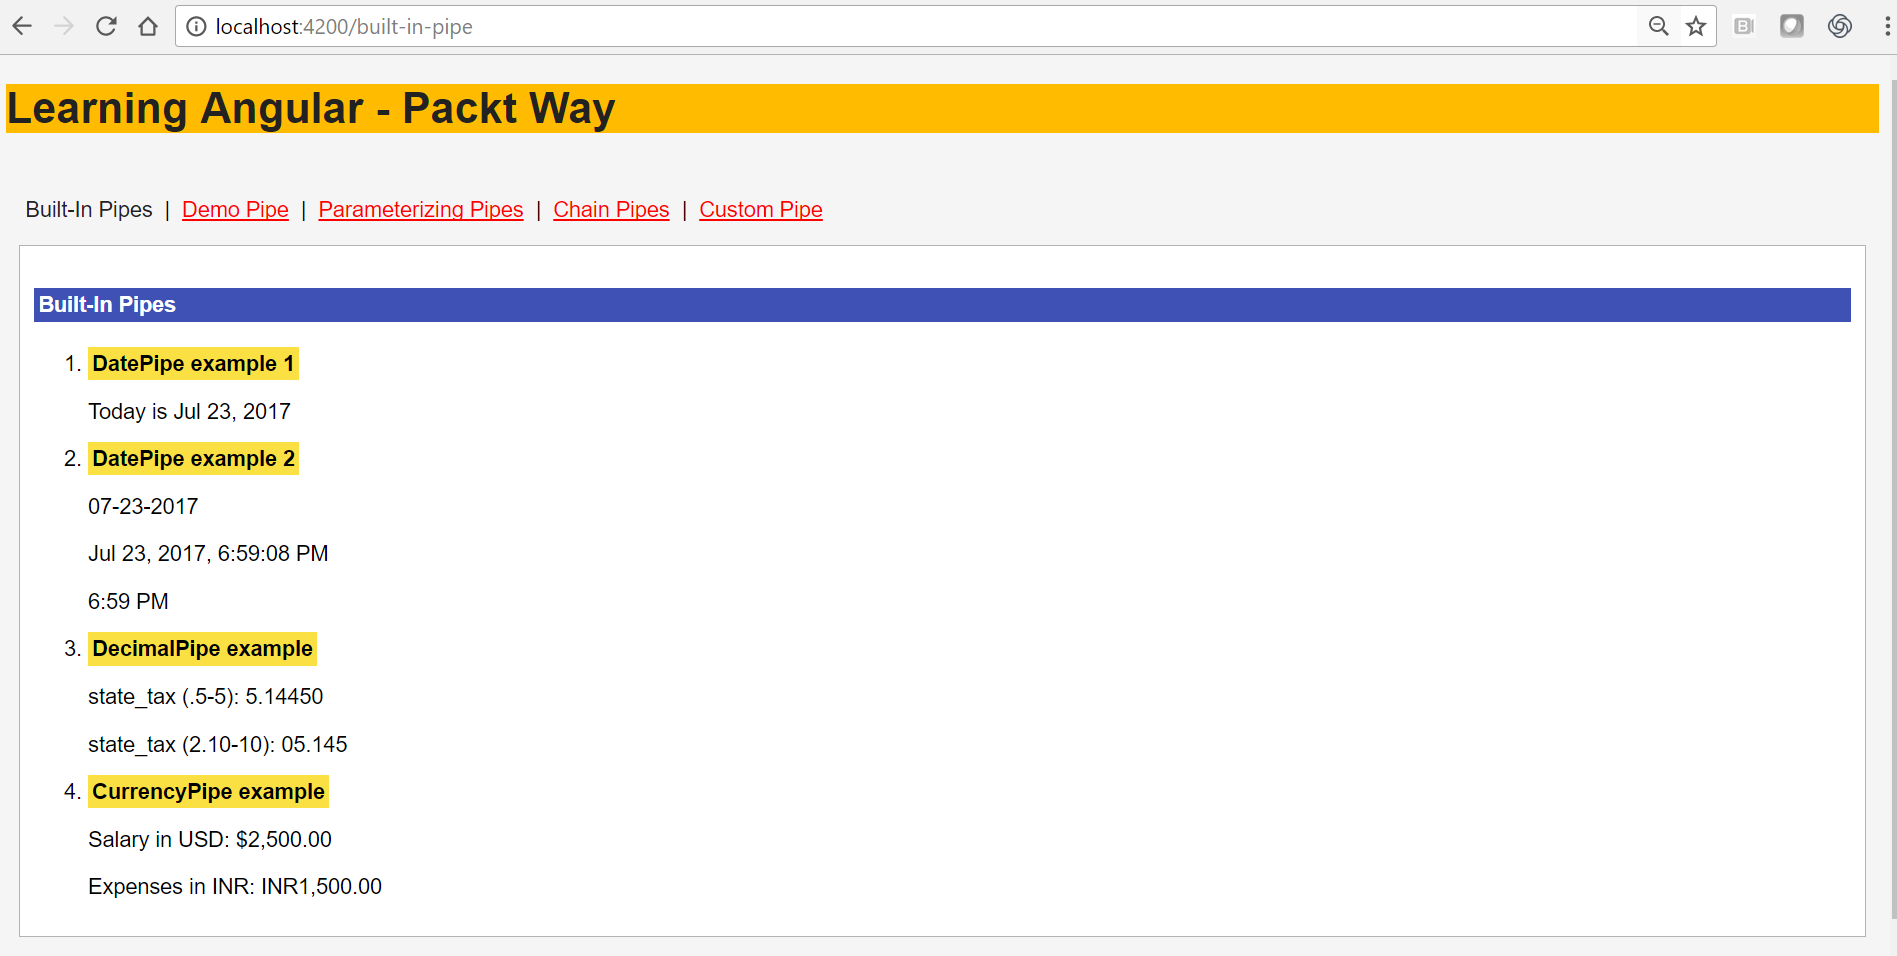 localhost:4200/built-in-pipe
Learning Angular - Packt Way
Built-In Pipes | Demo Pipe | Parameterizing Pipes | Chain Pipes | Custom Pipe
Built-In Pipes
1. DatePipe example 1
Today is Jul 23, 2017
2. DatePipe example 2
07-23-2017
Jul 23, 2017, 6:59:08 PM
6:59 PM
3. DecimalPipe example
state_tax (.5-5): 5.14450
state_tax (2.10-10): 05.145
4. CurrencyPipe example
Salary in USD: $2,500.00
Expenses in INR: INR1,500.00